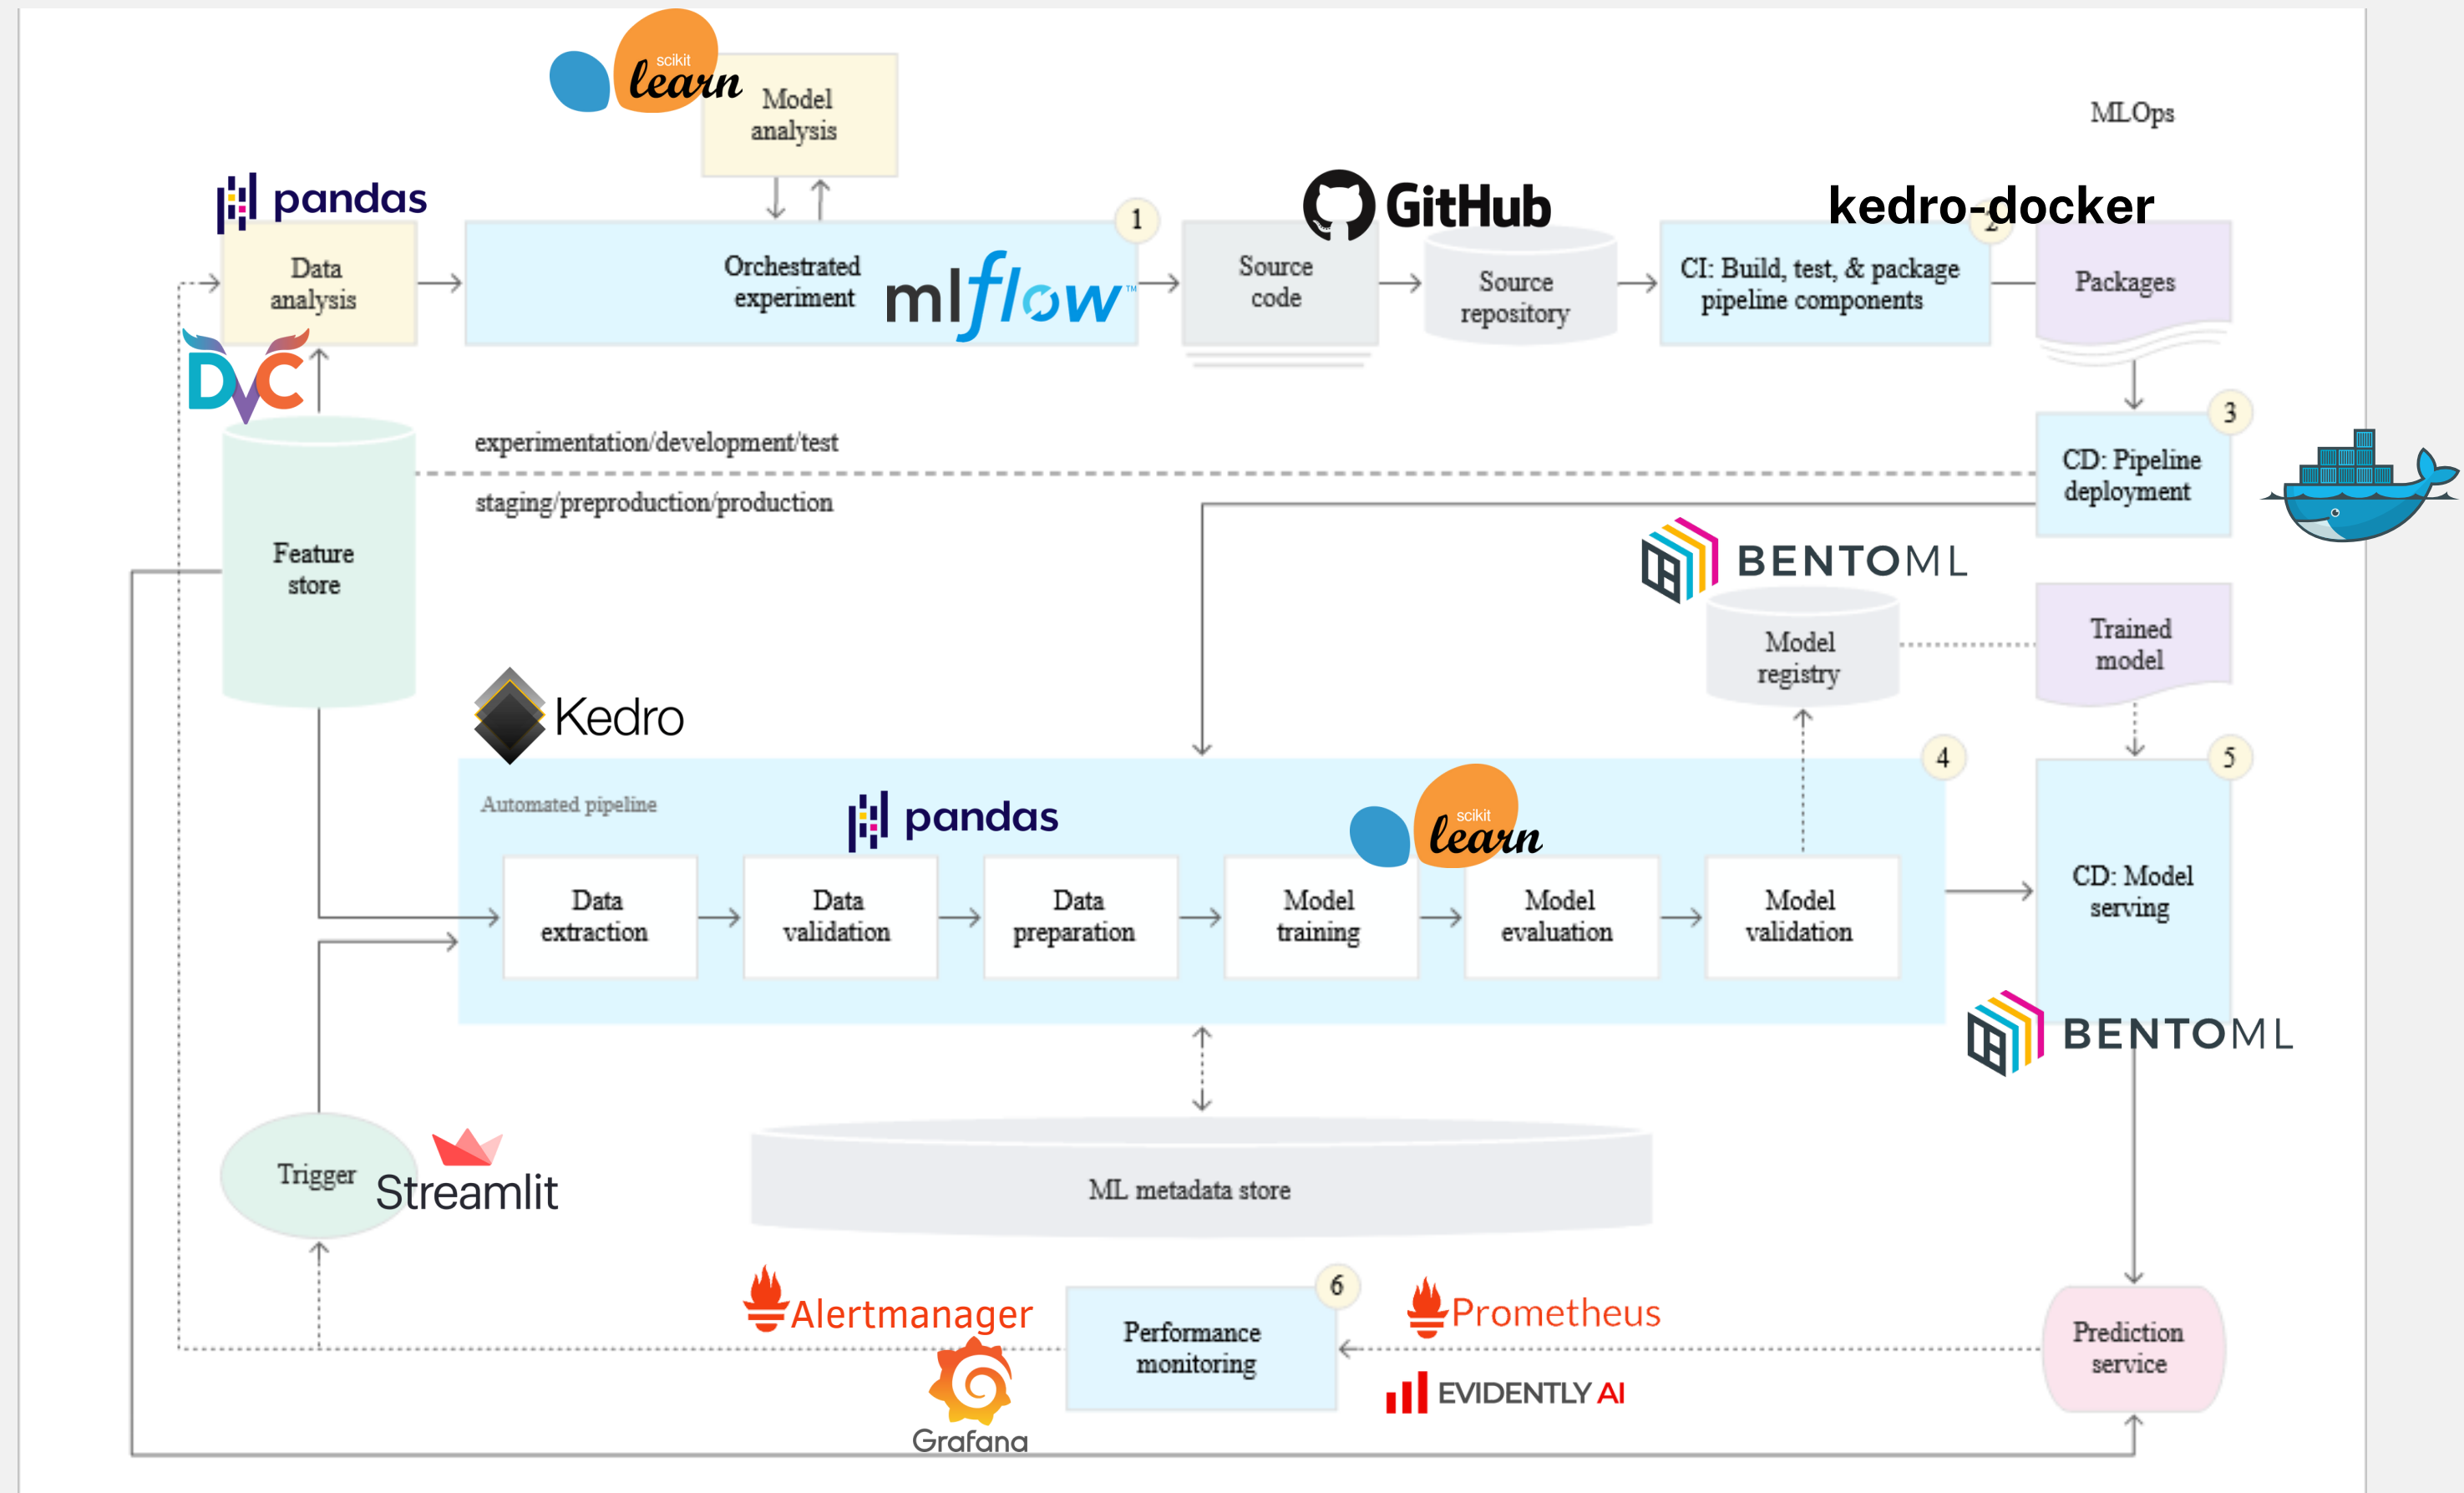 scikit
learn
Model
analysis
MLOps
pandas
GitHub
kedro-docker
1
2
Data
analysis
Orchestrated
experiment
mlflow™
Source
code
Source
repository
CI: Build, test, & package
pipeline components
Packages
DVC
3
experimentation/development/test
CD: Pipeline
deployment
staging/preproduction/production
Feature
store
BENTOML
Model
registry
Trained
model
Kedro
4
5
Automated pipeline
pandas
scikit
learn
Data
extraction
Data
validation
Data
preparation
Model
training
Model
evaluation
Model
validation
CD: Model
serving
BENTOML
Trigger
Streamlit
ML metadata store
6
Alertmanager
Prometheus
Performance
monitoring
Prediction
service
EVIDENTLY AI
Grafana